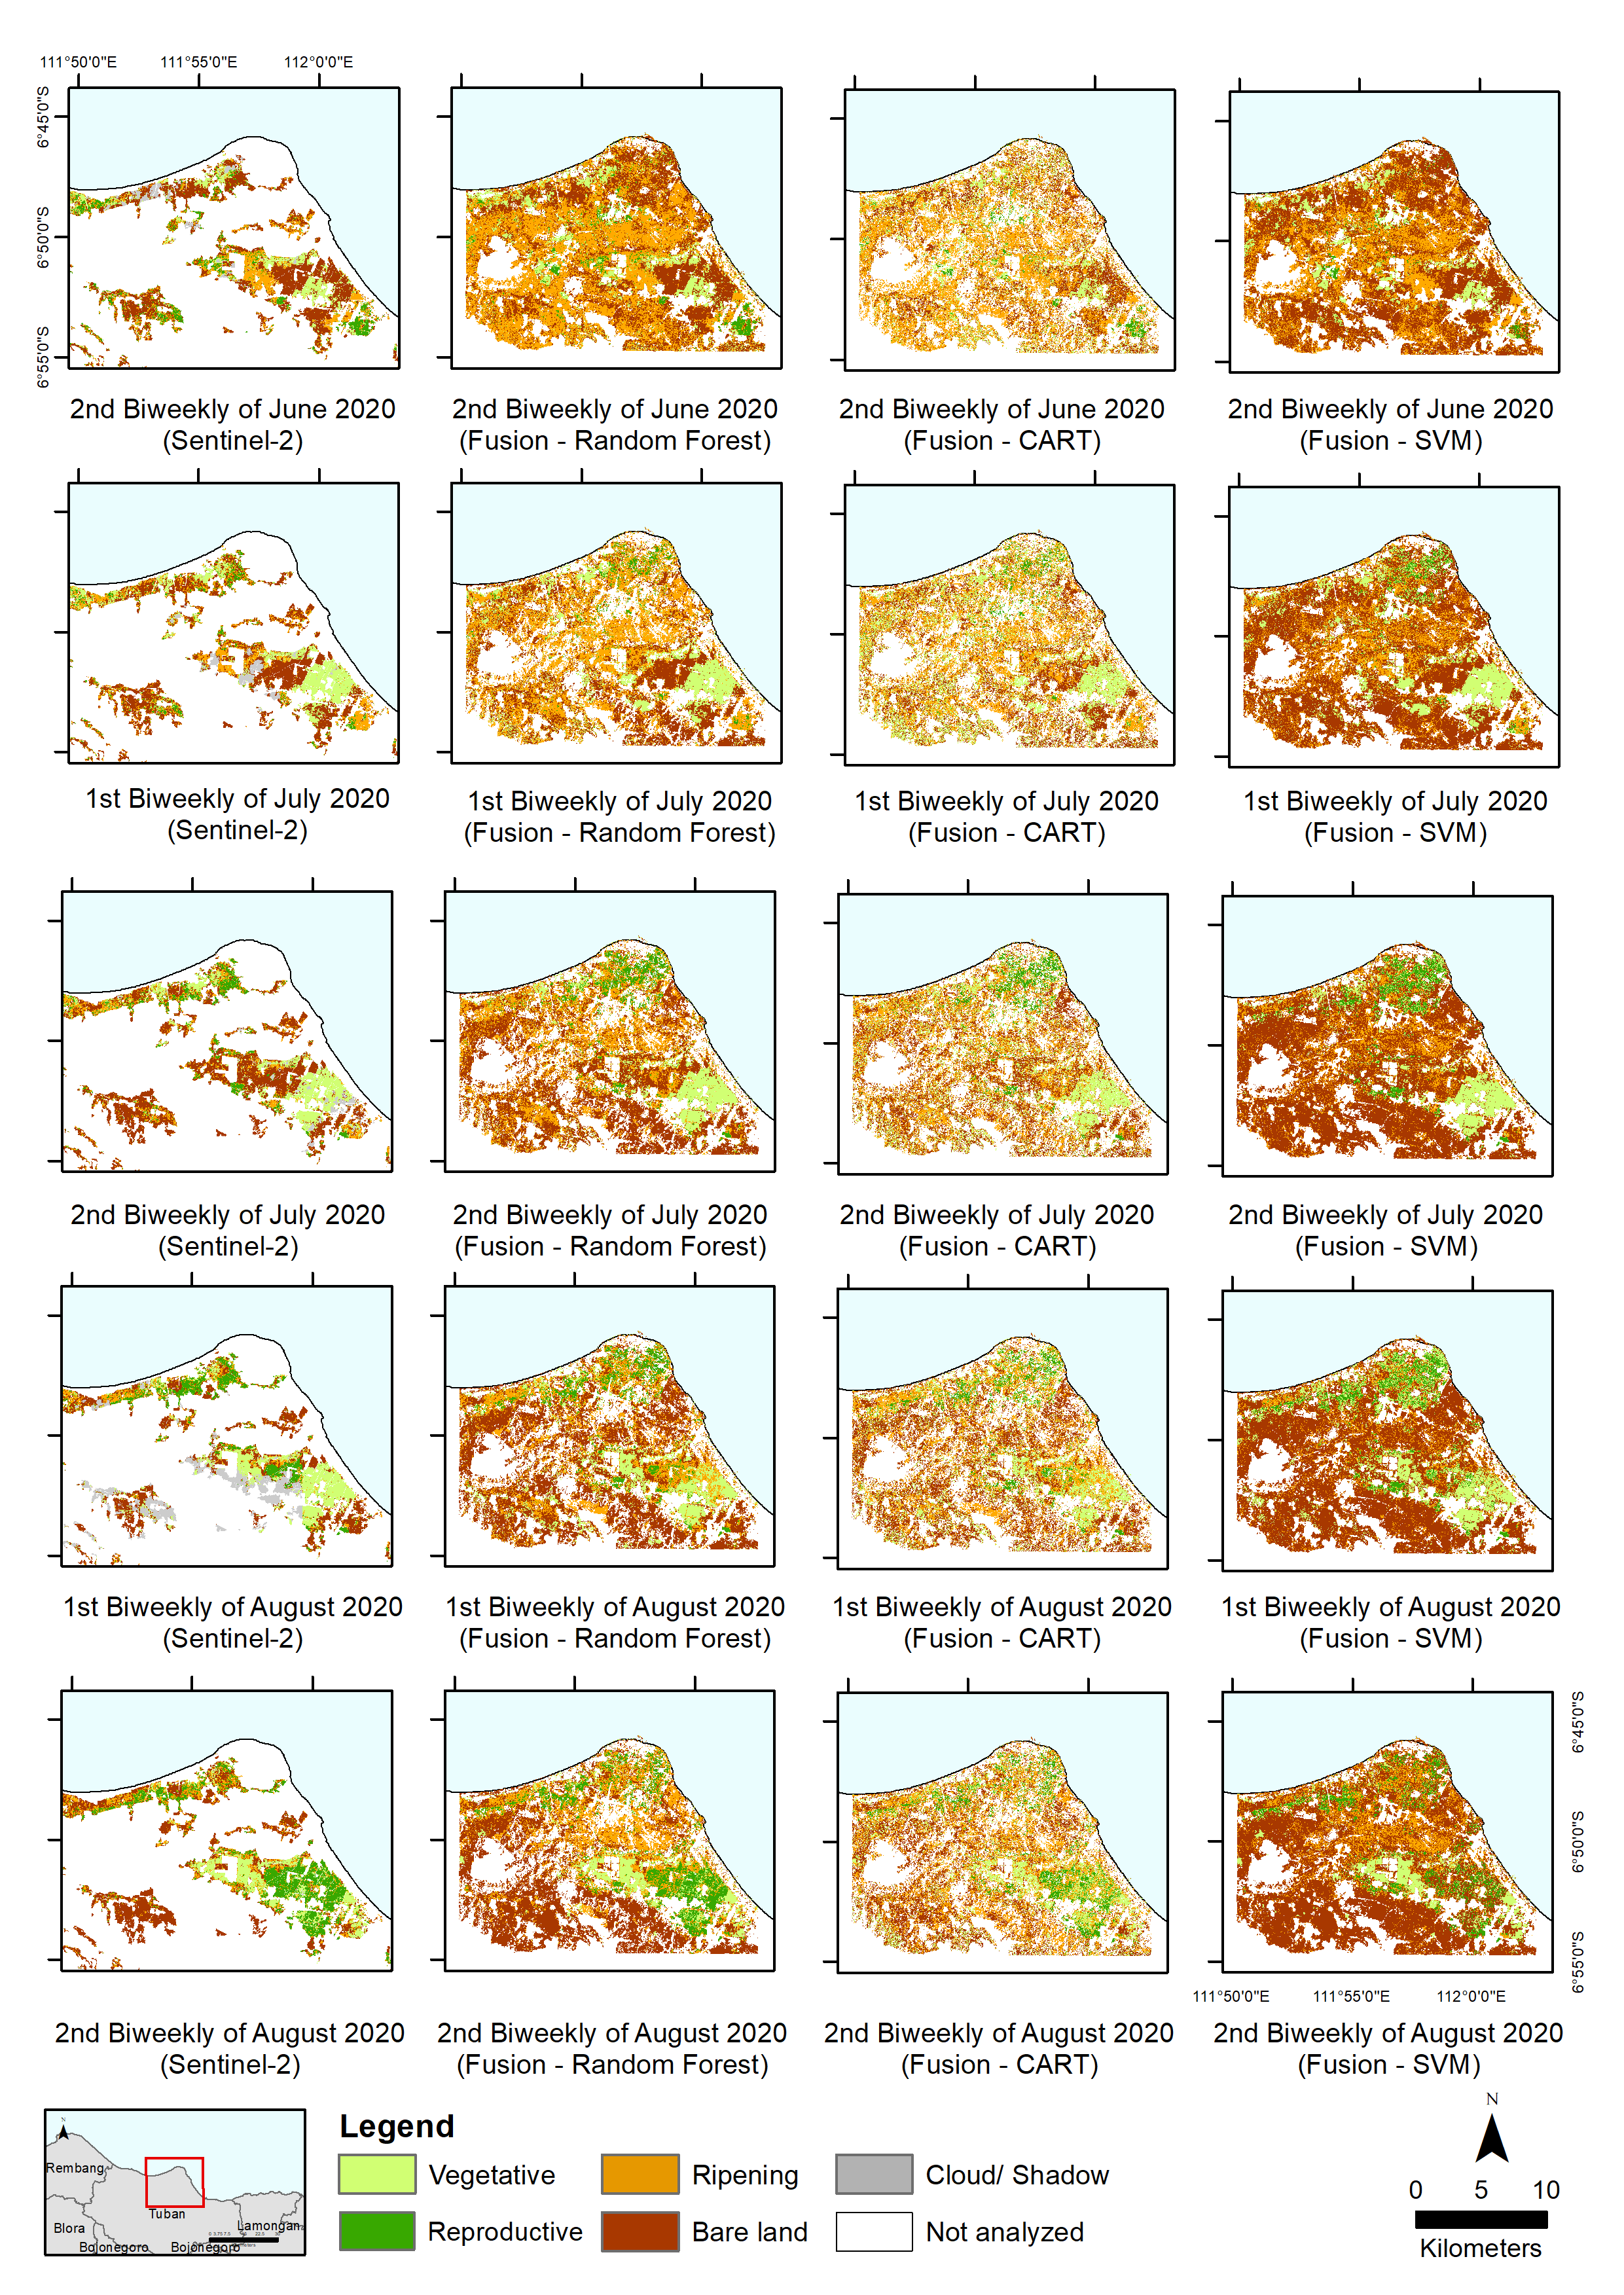 111°50'0"E 111°55'0"E 112°0'0"E
6°45'0"S
6°50'0"S
6°55'0"S
2nd Biweekly of June 2020
(Sentinel-2)
2nd Biweekly of June 2020
(Fusion - Random Forest)
2nd Biweekly of June 2020
(Fusion - CART)
2nd Biweekly of June 2020
(Fusion - SVM)
1st Biweekly of July 2020
(Sentinel-2)
1st Biweekly of July 2020
(Fusion - Random Forest)
1st Biweekly of July 2020
(Fusion - CART)
1st Biweekly of July 2020
(Fusion - SVM)
2nd Biweekly of July 2020
(Sentinel-2)
2nd Biweekly of July 2020
(Fusion - Random Forest)
2nd Biweekly of July 2020
(Fusion - CART)
2nd Biweekly of July 2020
(Fusion - SVM)
1st Biweekly of August 2020
(Sentinel-2)
1st Biweekly of August 2020
(Fusion - Random Forest)
1st Biweekly of August 2020
(Fusion - CART)
1st Biweekly of August 2020
(Fusion - SVM)
6°45'0"S
6°50'0"S
6°55'0"S
111°50'0"E 111°55'0"E 112°0'0"E
2nd Biweekly of August 2020
(Sentinel-2)
2nd Biweekly of August 2020
(Fusion - Random Forest)
2nd Biweekly of August 2020
(Fusion - CART)
2nd Biweekly of August 2020
(Fusion - SVM)
N
Rembang
Tuban
Blora
Lamongan
Bojonegoro
Bojonegoro
Legend
Vegetative
Ripening
Cloud/ Shadow
Reproductive
Bare land
Not analyzed
N
0 5 10
Kilometers